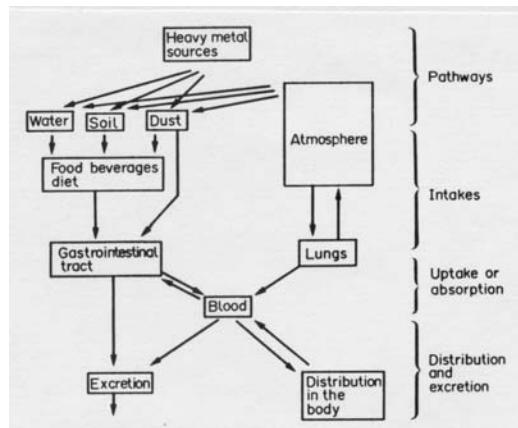 Heavy metal
sources
Pathways
Water
Soil
Dust
Atmosphere
Food beverages
diet
Intakes
Gastrointestinal
tract
Lungs
Uptake or
absorption
Blood
Distribution
and
excretion
Excretion
Distribution
in the
body